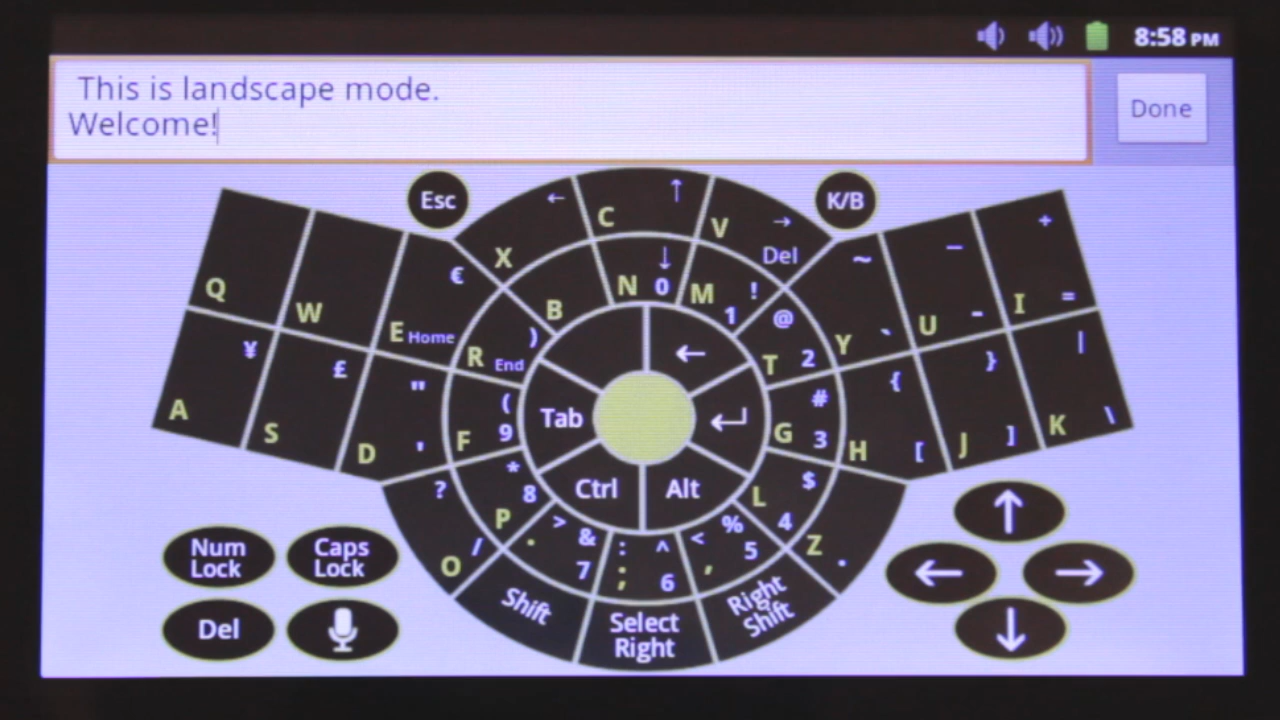 8:58 PM
This is landscape mode.
Welcome!
Done
Esc
K/B
← X
C ↑
V → Del
Q
W
€ E Home
B
N ↓ 0
M ! 1
~ Y `
_ U -
+ I =
R ) End
@ T 2
←
¥ A
£ S
" D '
F ( 9
Tab
↵
# G 3
{ H [
} J ]
| K \
? O /
* P 8
Ctrl
Alt
$ L 4
Z .
> . & 7
: ; ^ 6
< , % 5
Shift
Select
Right
Right
Shift
Num
Lock
Caps
Lock
Del
↑
←
→
↓